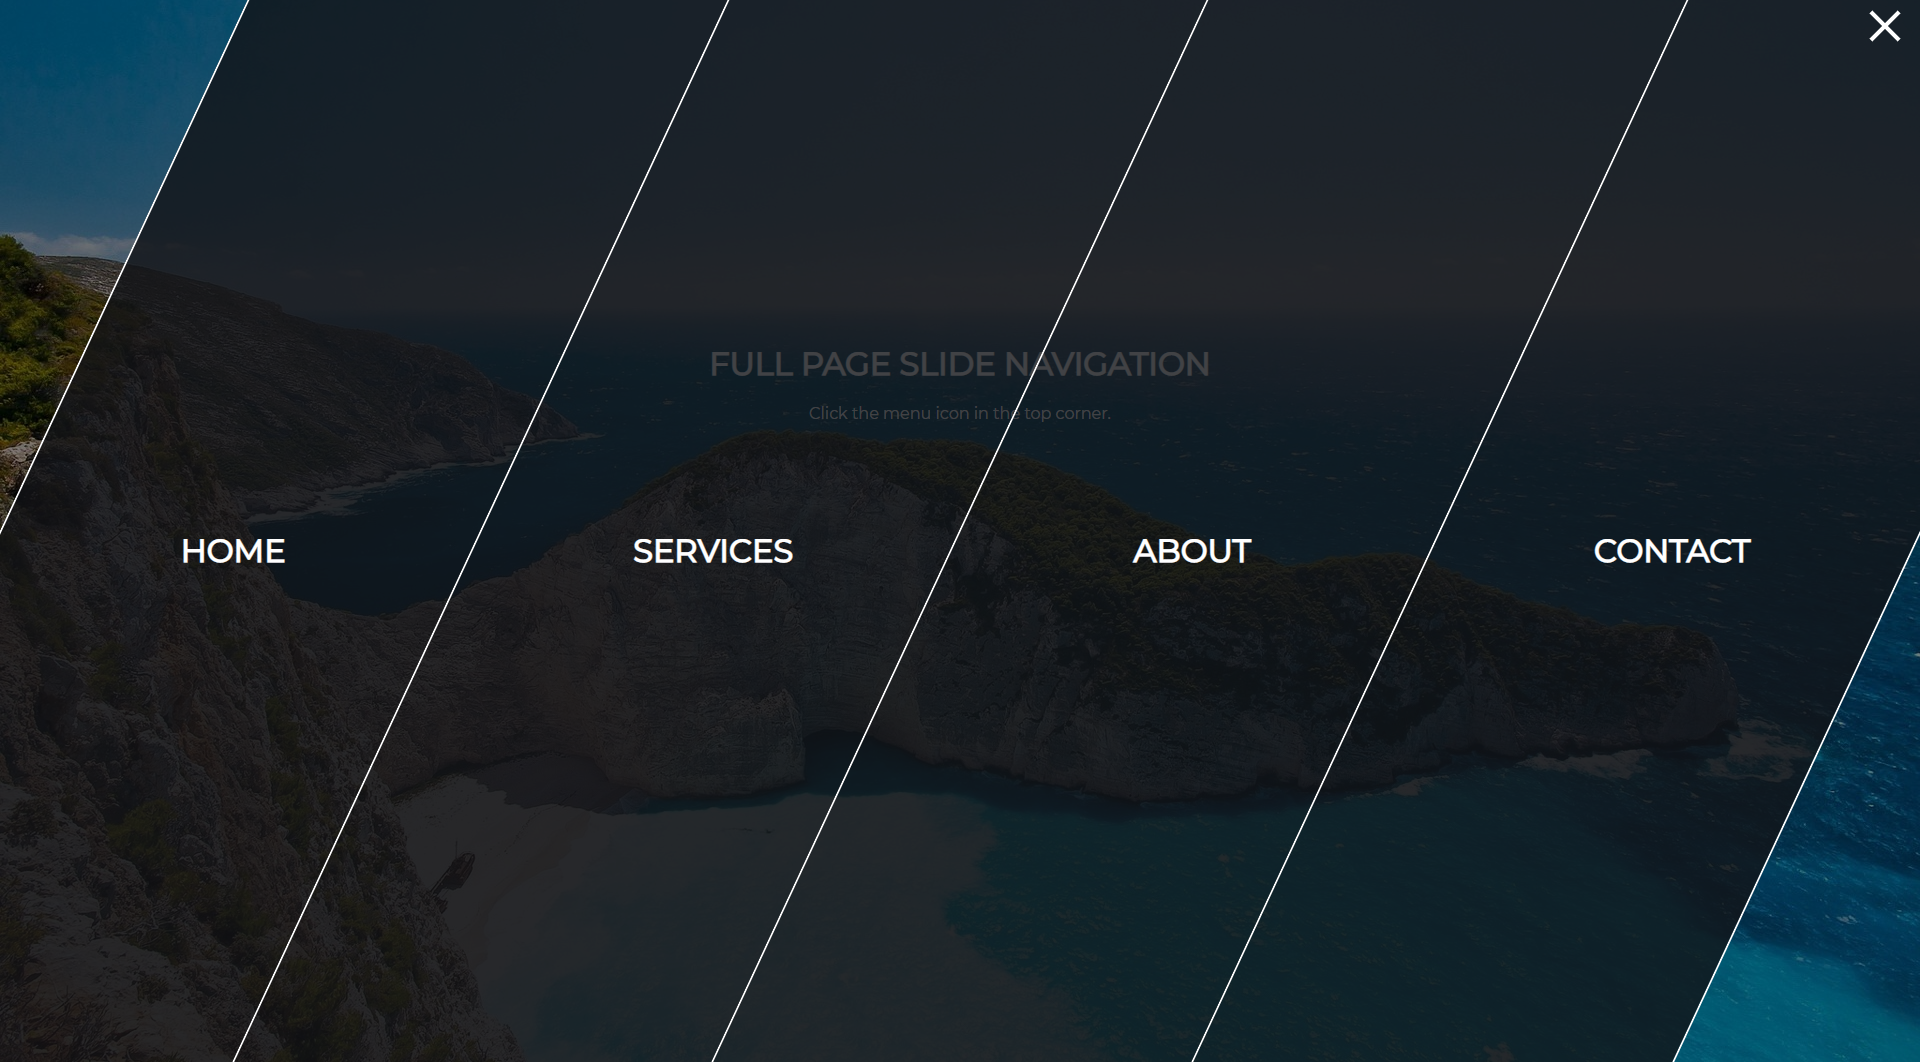 FULL PAGE SLIDE NAVIGATION
Click the menu icon in the top corner.
HOME
SERVICES
ABOUT
CONTACT